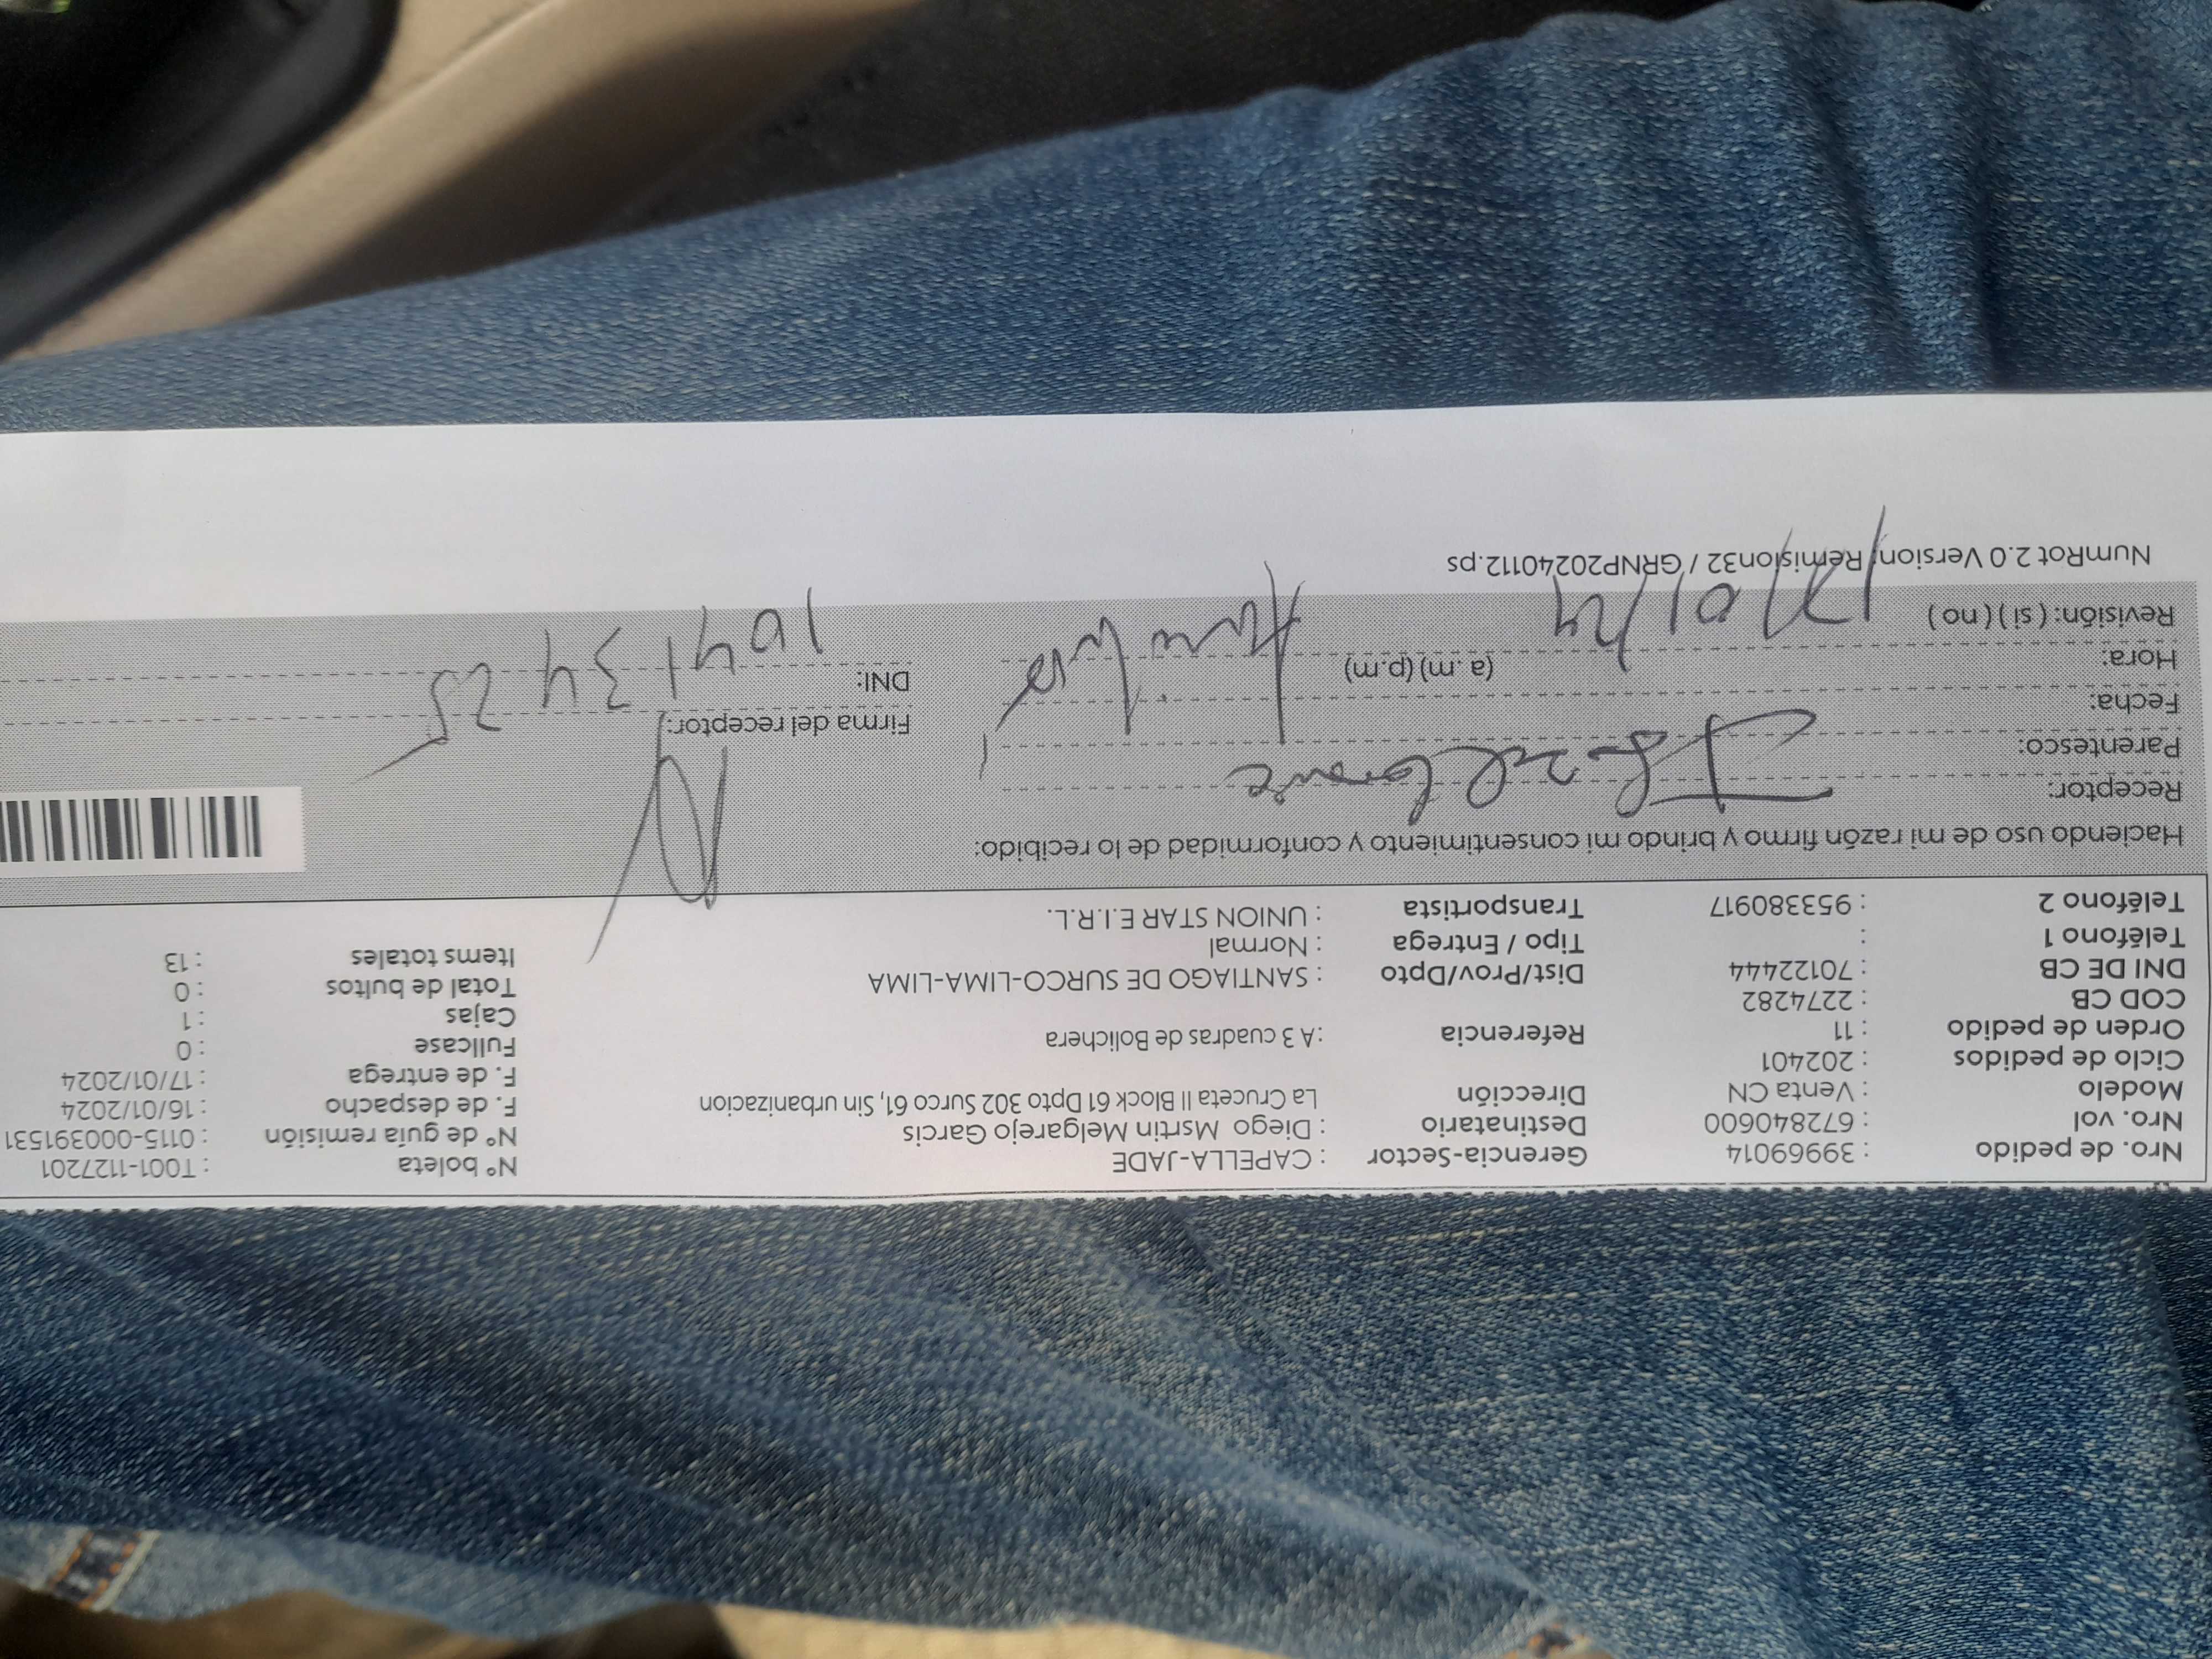 Nro. de pedido : 39969014 Gerencia-Sector : CAPELLA-JADE N° boleta : T001-1127201
Nro. vol : 672840600 Destinatario : Diego Msrtin Melgarejo Garcis N° de guía remisión : 0115-000391531
Modelo : Venta CN Dirección La Cruceta II Block 61 Dpto 302 Surco 61, Sin urbanizacion F. de despacho : 16/01/2024
Ciclo de pedidos : 202401 F. de entrega : 17/01/2024
Orden de pedido : 11 Referencia : A 3 cuadras de Bolichera Fullcase : 0
COD CB : 2274282 Cajas : 1
DNI DE CB : 70122444 Dist/Prov/Dpto : SANTIAGO DE SURCO-LIMA-LIMA Total de bultos : 0
Teléfono 1 : Tipo / Entrega : Normal Items totales : 13
Teléfono 2 : 953380917 Transportista : UNION STAR E.I.R.L.
Haciendo uso de mi razón firmo y brindo mi consentimiento y conformidad de lo recibido:
Receptor:
Parentesco:
Fecha: Firma del receptor:
Hora: (a. m) (p.m) DNI: 10413425
Revisión: ( si ) ( no ) 17/01/24
NumRot 2.0 Version: Remision32 / GRNP20240112.ps